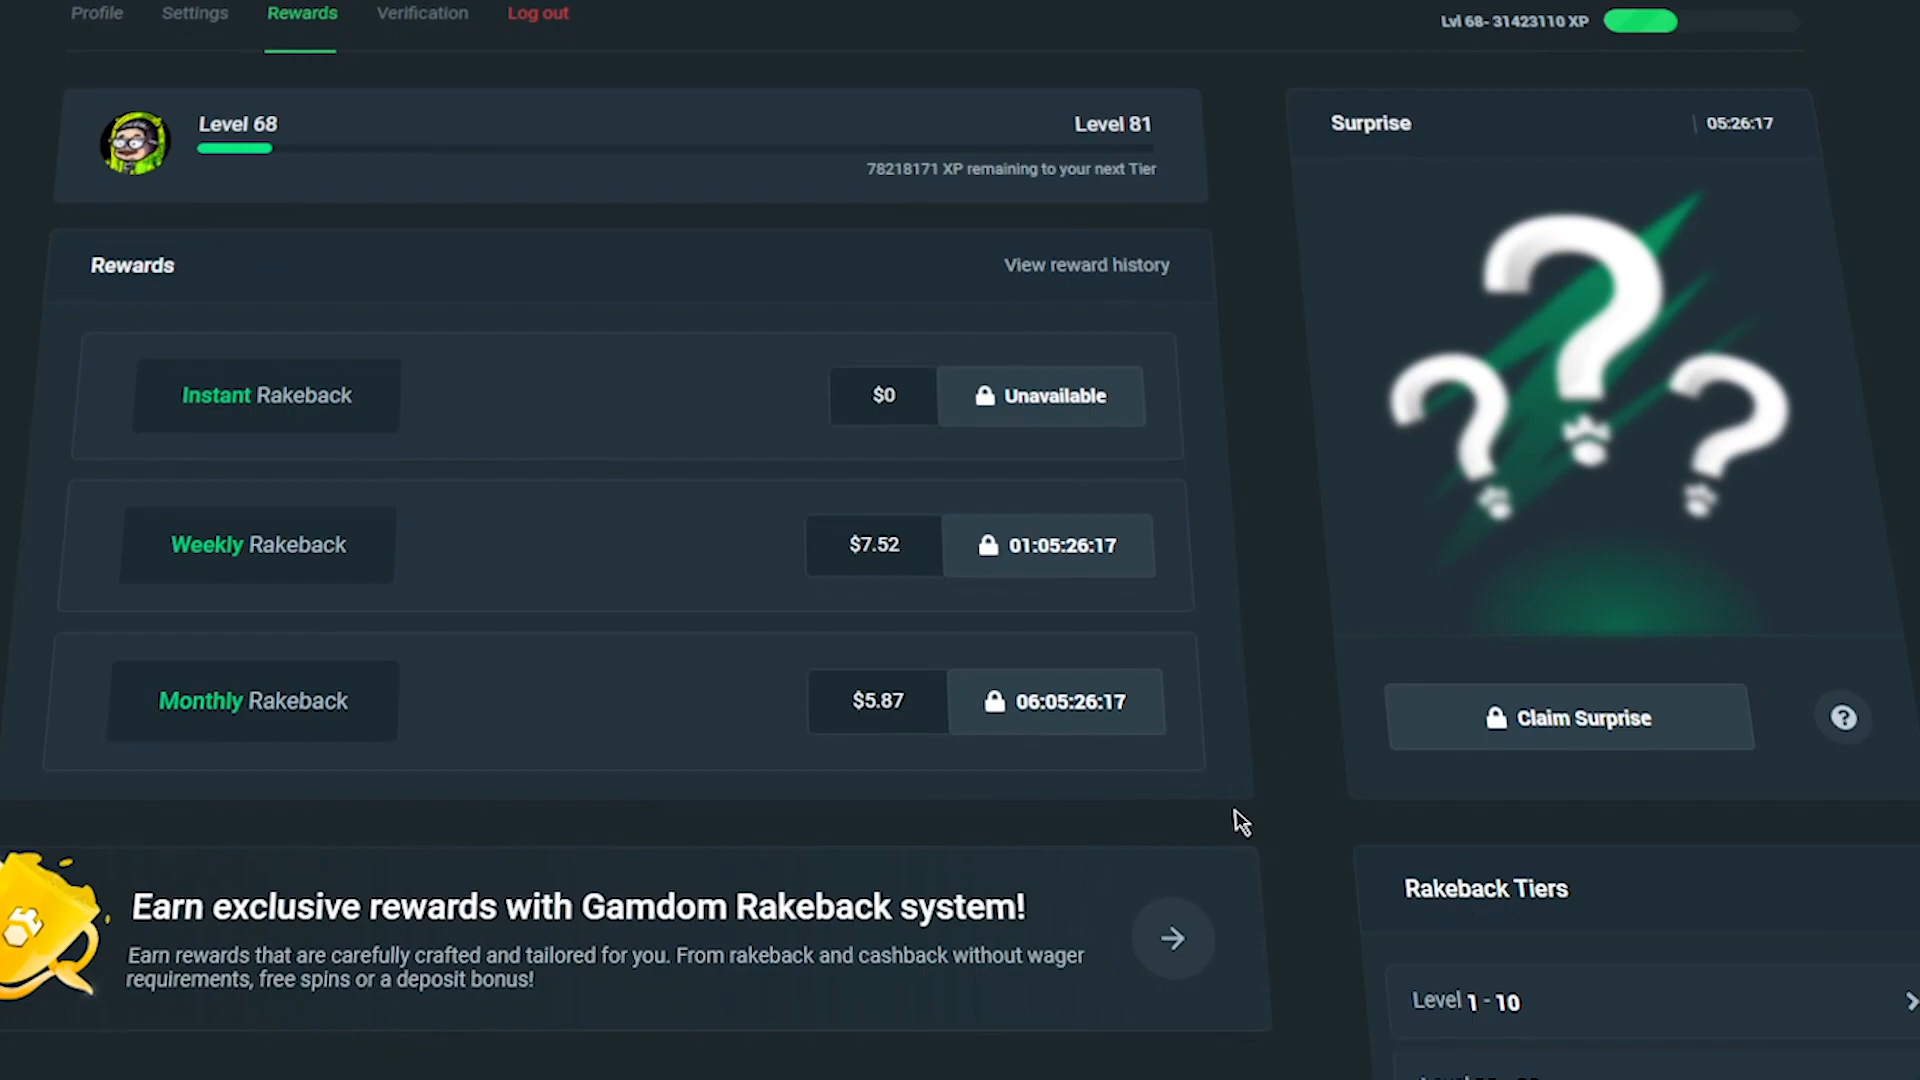 Profile Settings Rewards Verification Log out
Lvl 68- 31423110 XP
Level 68
Level 81
78218171 XP remaining to your next Tier
Surprise
05:26:17
Rewards
View reward history
Instant Rakeback
$0
Unavailable
Weekly Rakeback
$7.52
01:05:26:17
Monthly Rakeback
$5.87
06:05:26:17
Claim Surprise
?
Earn exclusive rewards with Gamdom Rakeback system!
Earn rewards that are carefully crafted and tailored for you. From rakeback and cashback without wager
requirements, free spins or a deposit bonus!
Rakeback Tiers
Level 1 - 10